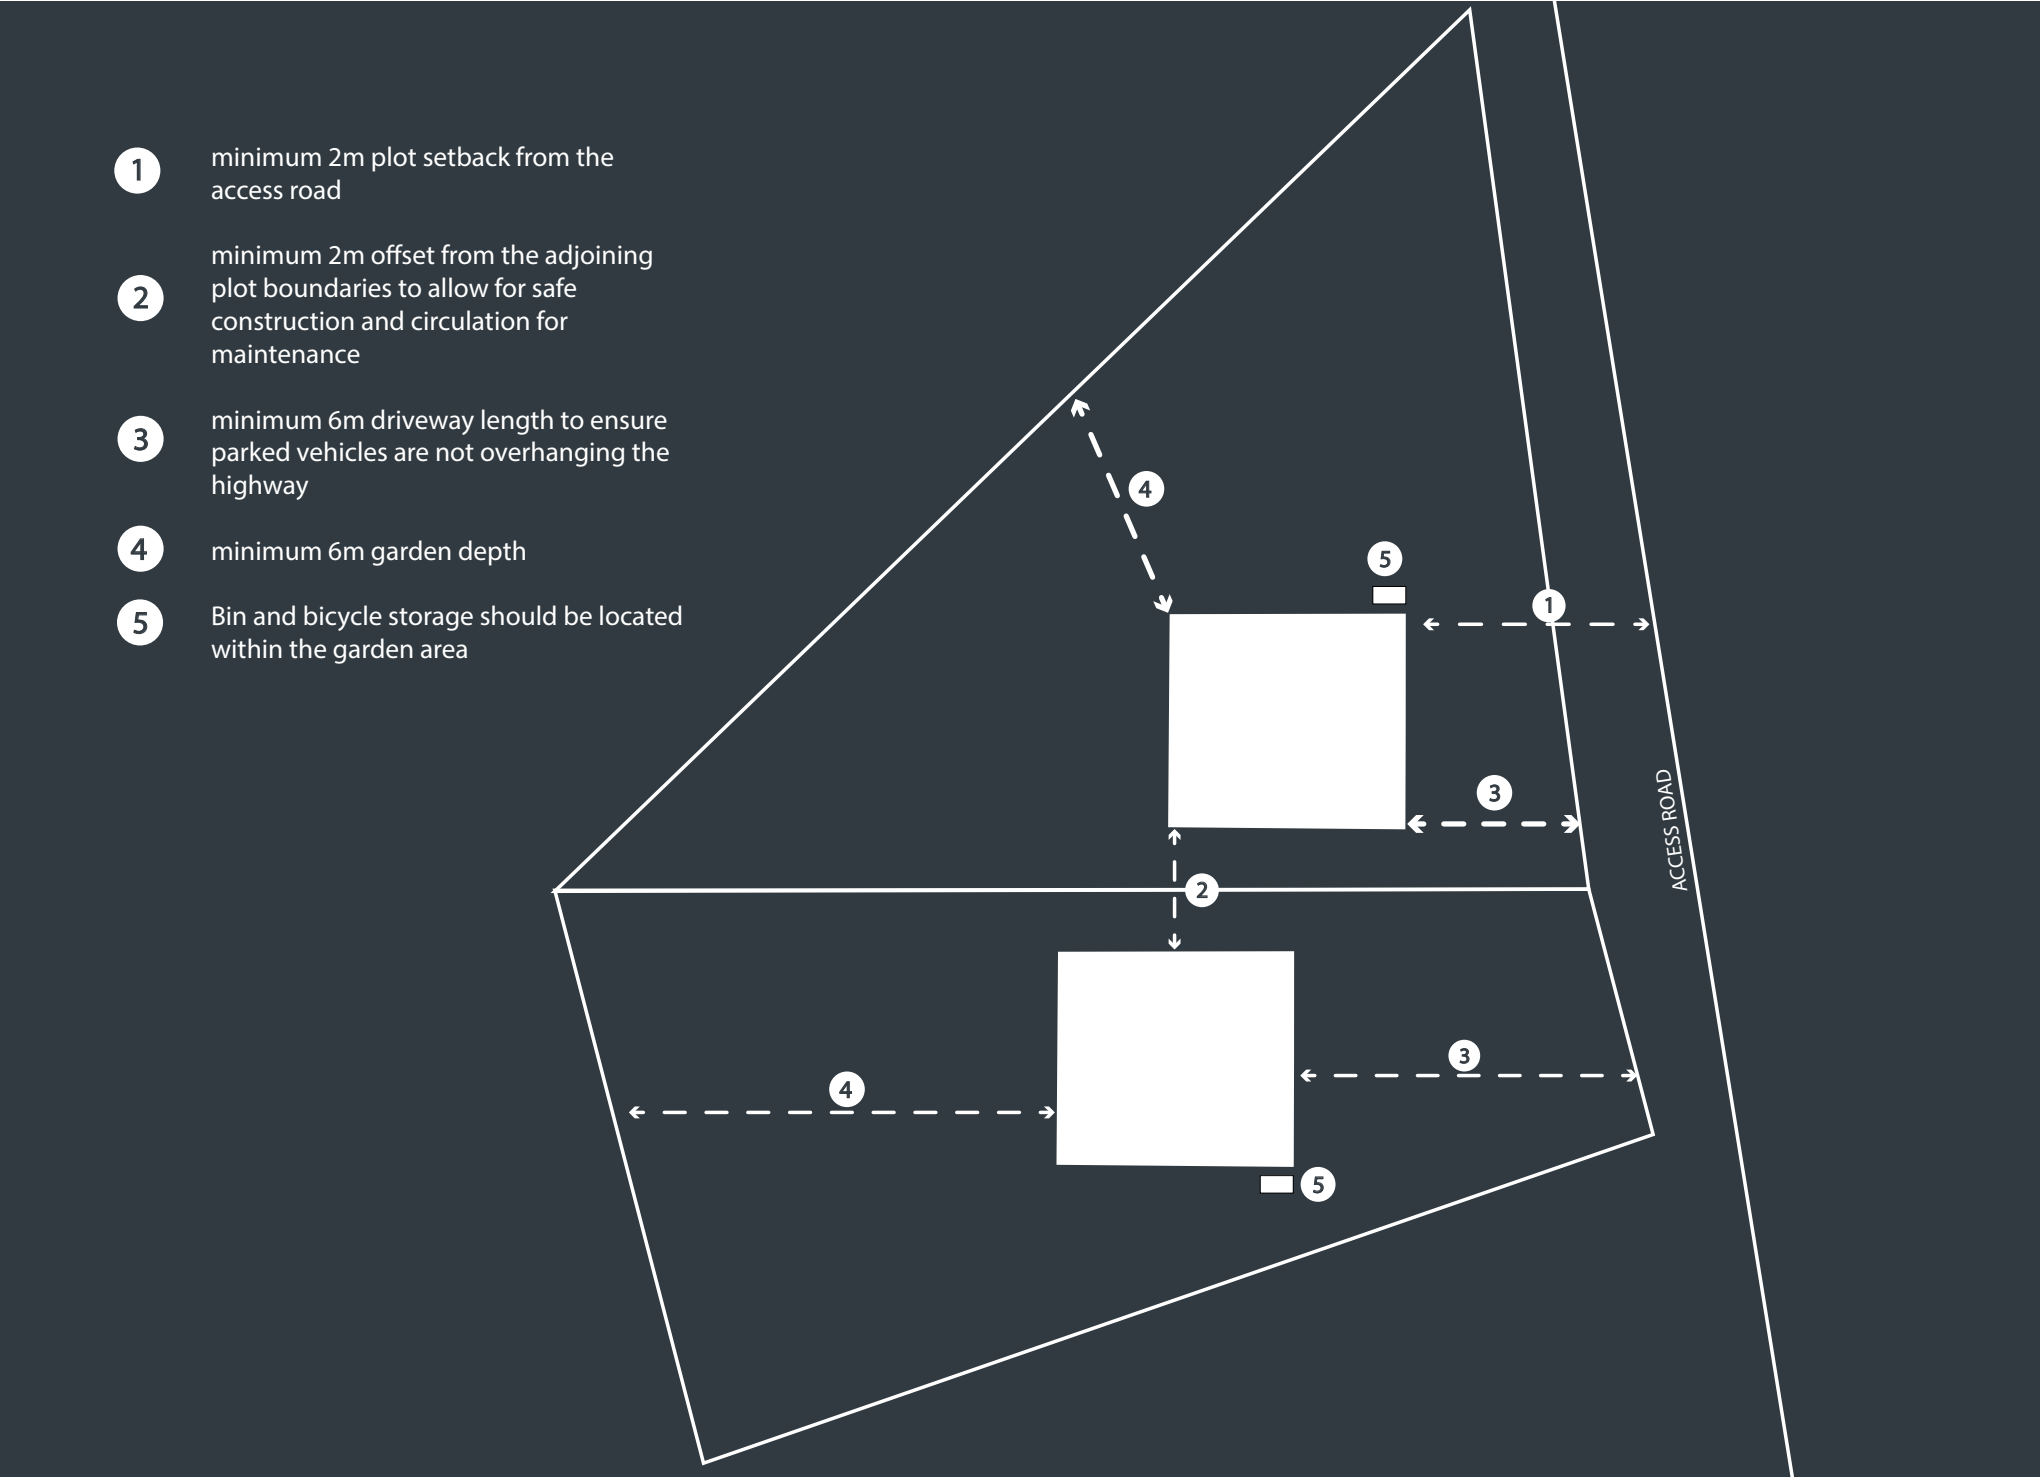 1
minimum 2m plot setback from the
access road
2
minimum 2m offset from the adjoining
plot boundaries to allow for safe
construction and circulation for
maintenance
3
minimum 6m driveway length to ensure
parked vehicles are not overhanging the
highway
4
minimum 6m garden depth
5
Bin and bicycle storage should be located
within the garden area
4
5
1
3
ACCESS ROAD
2
3
4
5